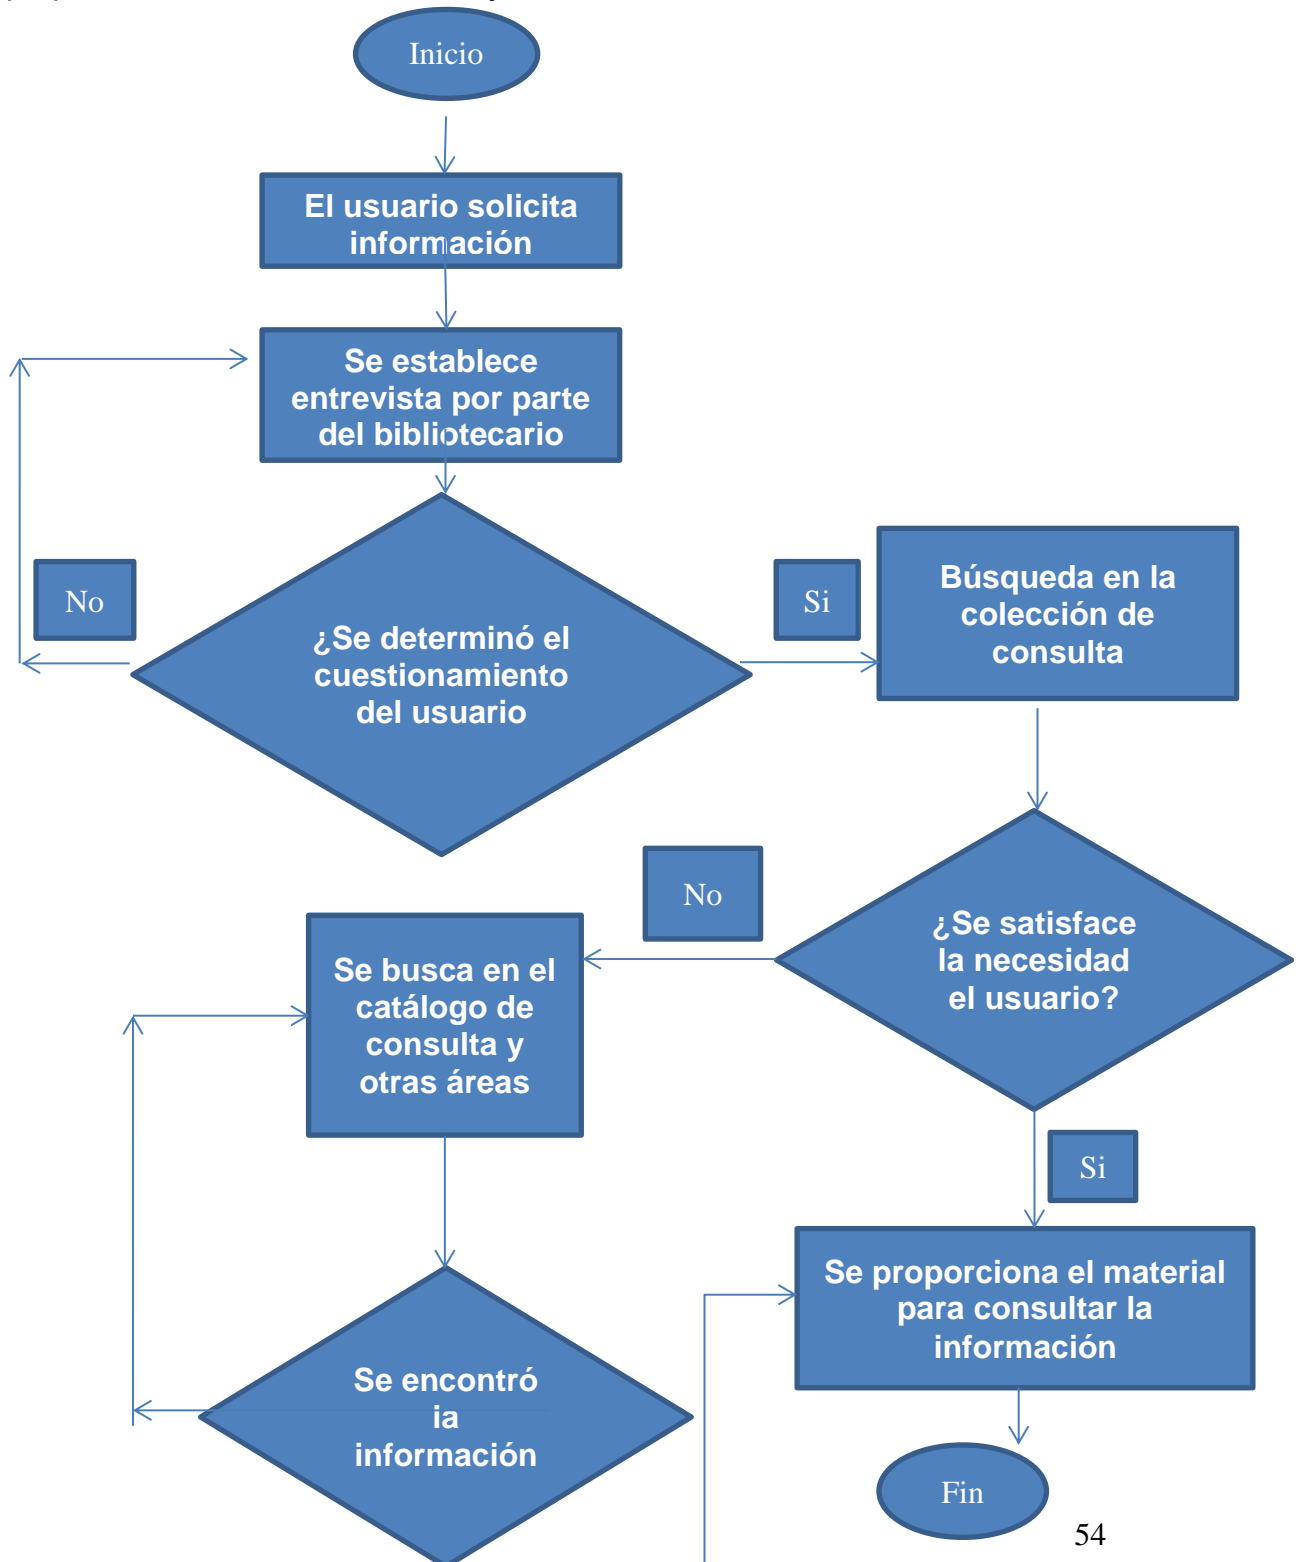 Inicio
El usuario solicita
información
Se establece
entrevista por parte
del bibliotecario
No
¿Se determinó el
cuestionamiento
del usuario
Si
Búsqueda en la
colección de
consulta
No
¿Se satisface
la necesidad
el usuario?
Se busca en el
catálogo de
consulta y
otras áreas
Si
Se proporciona el material
para consultar la
información
Se encontró
ia
información
Fin
54